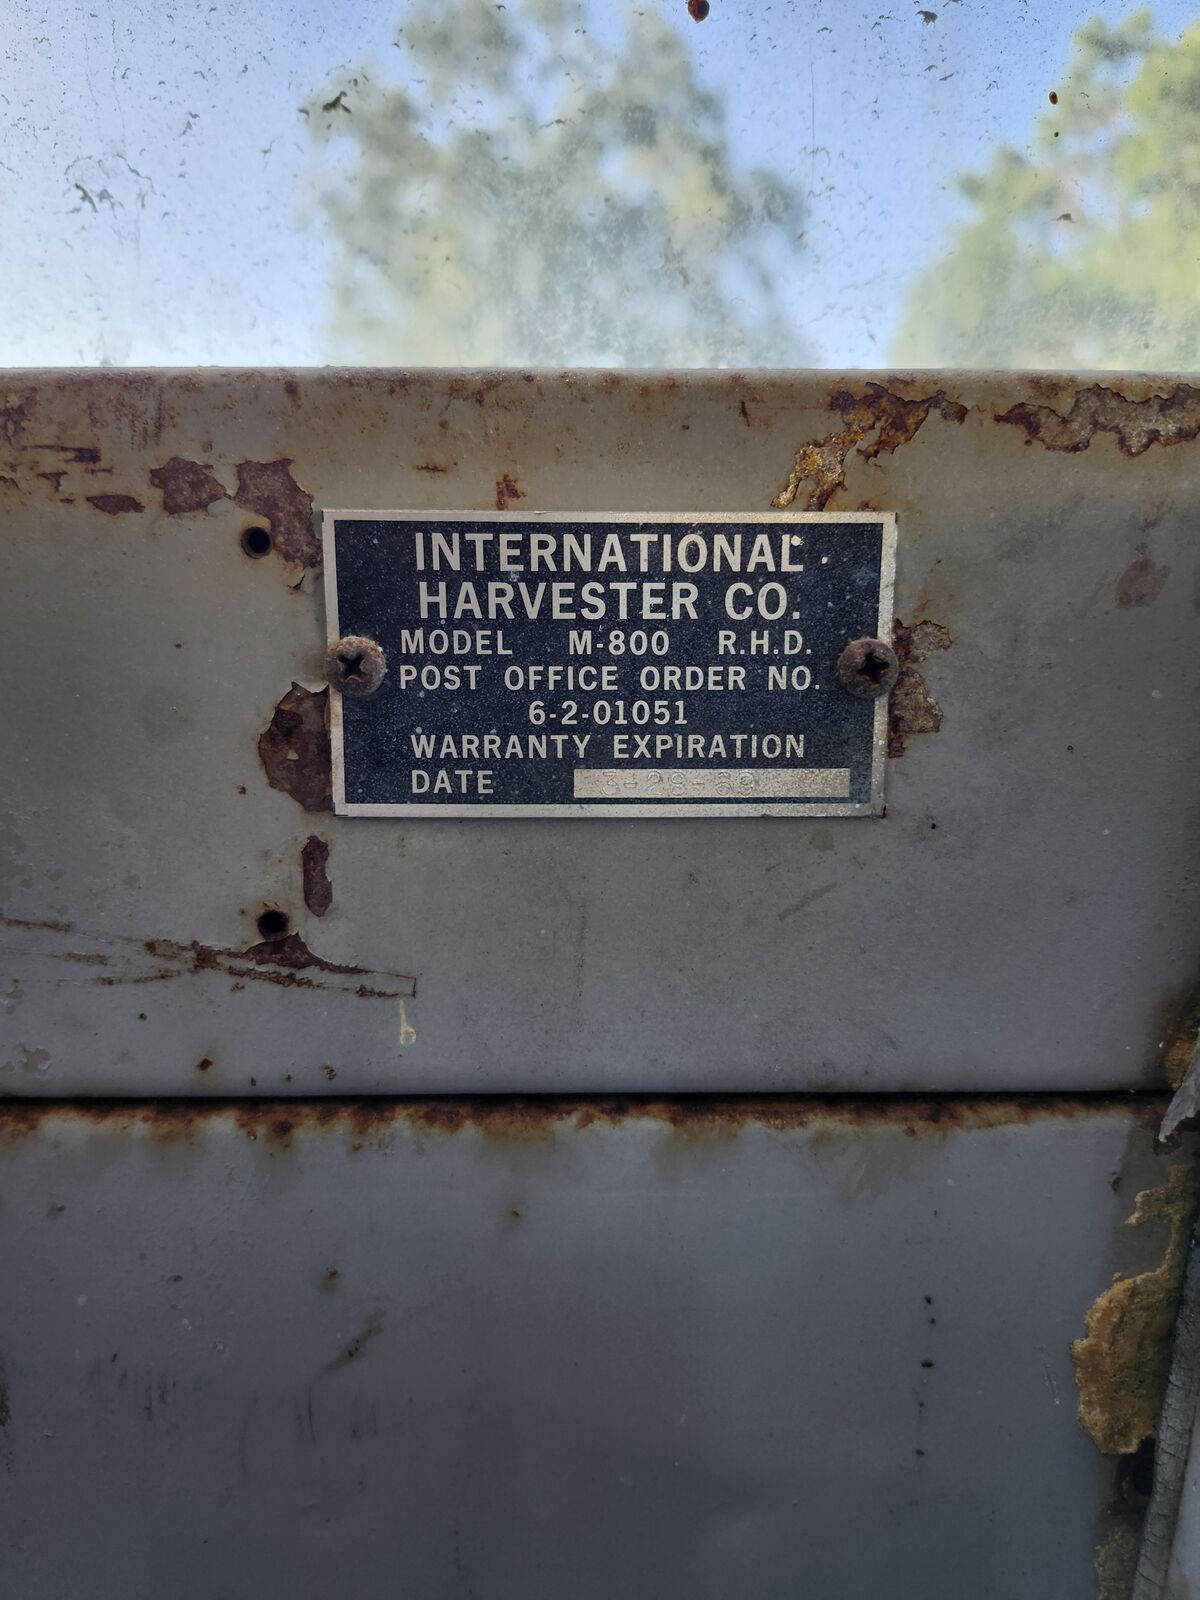 INTERNATIONAL
HARVESTER CO.
MODEL M-800 R.H.D.
POST OFFICE ORDER NO.
6-2-01051
WARRANTY EXPIRATION
DATE 3-28-69